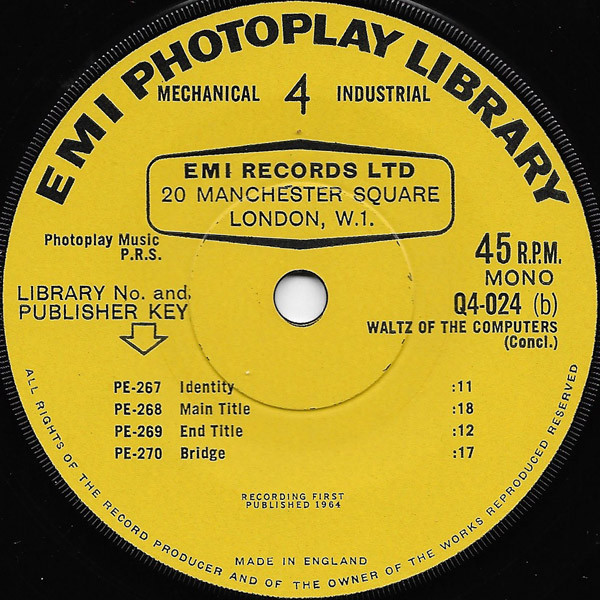 EMI PHOTOPLAY LIBRARY
MECHANICAL 4 INDUSTRIAL
EMI RECORDS LTD
20 MANCHESTER SQUARE
LONDON, W.1.
Photoplay Music
P.R.S.
45 R.P.M.
MONO
LIBRARY No. and
PUBLISHER KEY
Q4-024 (b)
WALTZ OF THE COMPUTERS
(Concl.)
PE-267 Identity :11
PE-268 Main Title :18
PE-269 End Title :12
PE-270 Bridge :17
RECORDING FIRST
PUBLISHED 1964
MADE IN ENGLAND
ALL RIGHTS OF THE RECORD PRODUCER AND OF THE OWNER OF THE WORKS REPRODUCED RESERVED